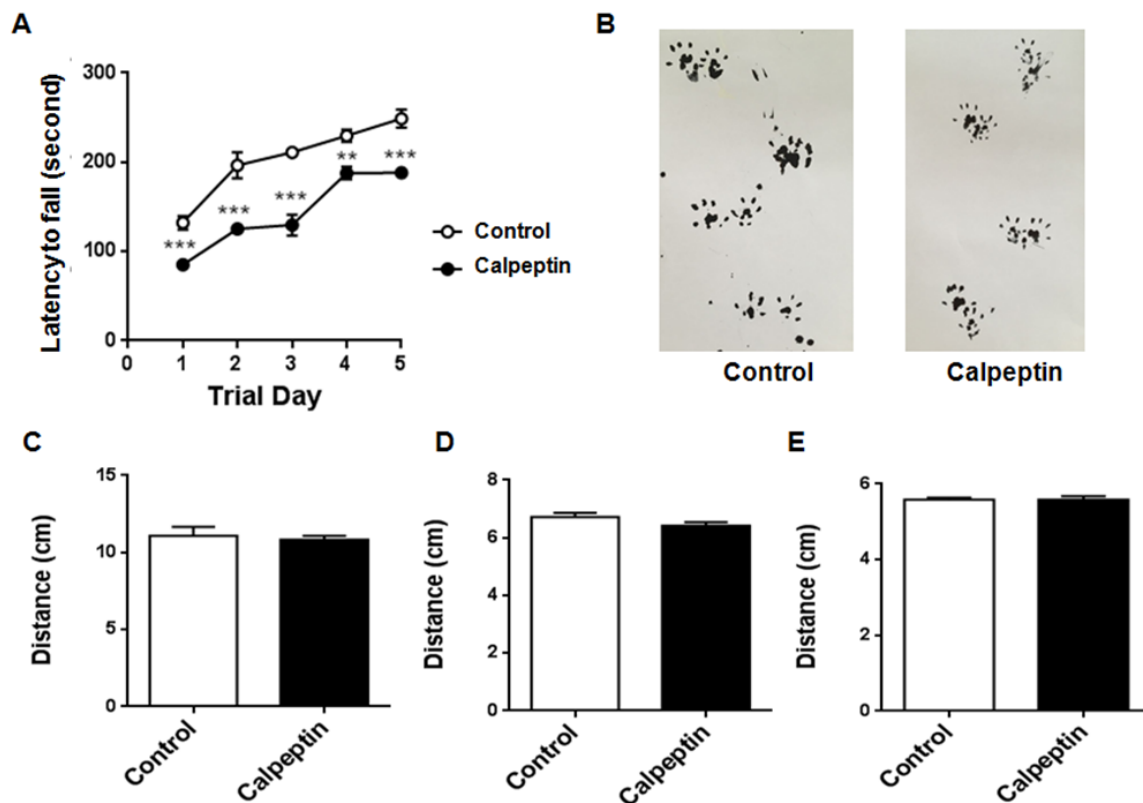 A
Latency to fall (second)
300
200
100
0
***
***
***
**
***
0 1 2 3 4 5
Trial Day
Control
Calpeptin
B
Control Calpeptin
C
Distance (cm)
15
10
5
0
Control Calpeptin
D
Distance (cm)
8
6
4
2
0
Control Calpeptin
E
Distance (cm)
6
4
2
0
Control Calpeptin